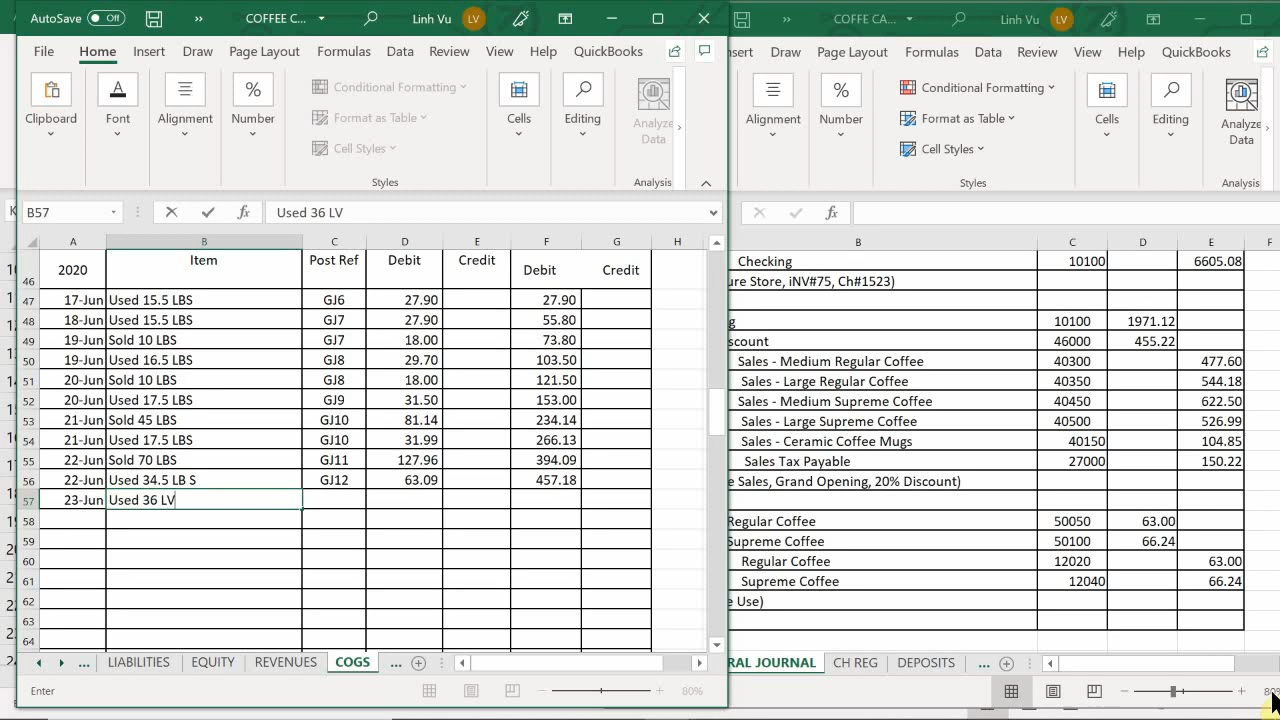 AutoSave Off COFFEE C... Linh Vu LV
COFFE CA... Linh Vu LV
File Home Insert Draw Page Layout Formulas Data Review View Help QuickBooks
nsert Draw Page Layout Formulas Data Review View Help QuickBooks
Clipboard Font Alignment Number Conditional Formatting Format as Table Cell Styles Cells Editing Analyze Data
Styles Analysis
Alignment Number Conditional Formatting Format as Table Cell Styles Cells Editing Analyze Data
Styles Analysis
B57 fx Used 36 LV
fx
A B C D E F G H
46 2020 Item Post Ref Debit Credit Debit Credit
47 17-Jun Used 15.5 LBS GJ6 27.90 27.90
48 18-Jun Used 15.5 LBS GJ7 27.90 55.80
49 19-Jun Sold 10 LBS GJ7 18.00 73.80
50 19-Jun Used 16.5 LBS GJ8 29.70 103.50
51 20-Jun Sold 10 LBS GJ8 18.00 121.50
52 20-Jun Used 17.5 LBS GJ9 31.50 153.00
53 21-Jun Sold 45 LBS GJ10 81.14 234.14
54 21-Jun Used 17.5 LBS GJ10 31.99 266.13
55 22-Jun Sold 70 LBS GJ11 127.96 394.09
56 22-Jun Used 34.5 LB S GJ12 63.09 457.18
57 23-Jun Used 36 LV
58
59
60
61
62
63
64
... LIABILITIES EQUITY REVENUES COGS ...
Enter 80%
B C D E F
Checking 10100 6605.08
ure Store, iNV#75, Ch#1523)
g 10100 1971.12
scount 46000 455.22
Sales - Medium Regular Coffee 40300 477.60
Sales - Large Regular Coffee 40350 544.18
Sales - Medium Supreme Coffee 40450 622.50
Sales - Large Supreme Coffee 40500 526.99
Sales - Ceramic Coffee Mugs 40150 104.85
Sales Tax Payable 27000 150.22
e Sales, Grand Opening, 20% Discount)
Regular Coffee 50050 63.00
Supreme Coffee 50100 66.24
Regular Coffee 12020 63.00
Supreme Coffee 12040 66.24
e Use)
RAL JOURNAL CH REG DEPOSITS ...